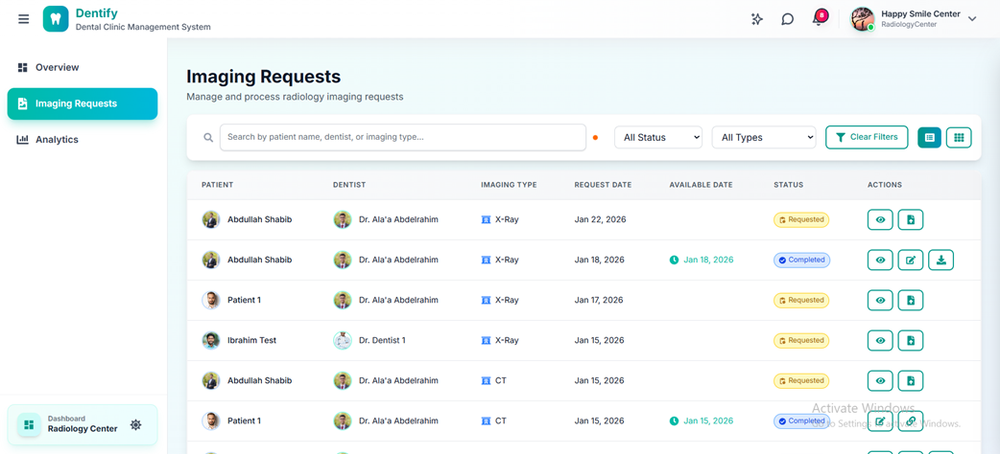 Dentify
Dental Clinic Management System
8
Happy Smile Center
RadiologyCenter
Overview
Imaging Requests
Analytics
Dashboard
Radiology Center
Imaging Requests
Manage and process radiology imaging requests
Search by patient name, dentist, or imaging type...
All Status
All Types
Clear Filters
PATIENT DENTIST IMAGING TYPE REQUEST DATE AVAILABLE DATE STATUS ACTIONS
Abdullah Shabib Dr. Ala'a Abdelrahim X-Ray Jan 22, 2026 Requested
Abdullah Shabib Dr. Ala'a Abdelrahim X-Ray Jan 18, 2026 Jan 18, 2026 Completed
Patient 1 Dr. Ala'a Abdelrahim X-Ray Jan 17, 2026 Requested
Ibrahim Test Dr. Dentist 1 X-Ray Jan 15, 2026 Requested
Abdullah Shabib Dr. Ala'a Abdelrahim CT Jan 15, 2026 Requested
Patient 1 Dr. Ala'a Abdelrahim CT Jan 15, 2026 Jan 15, 2026 Completed
Activate Windows
Go to Settings to activate Windows.